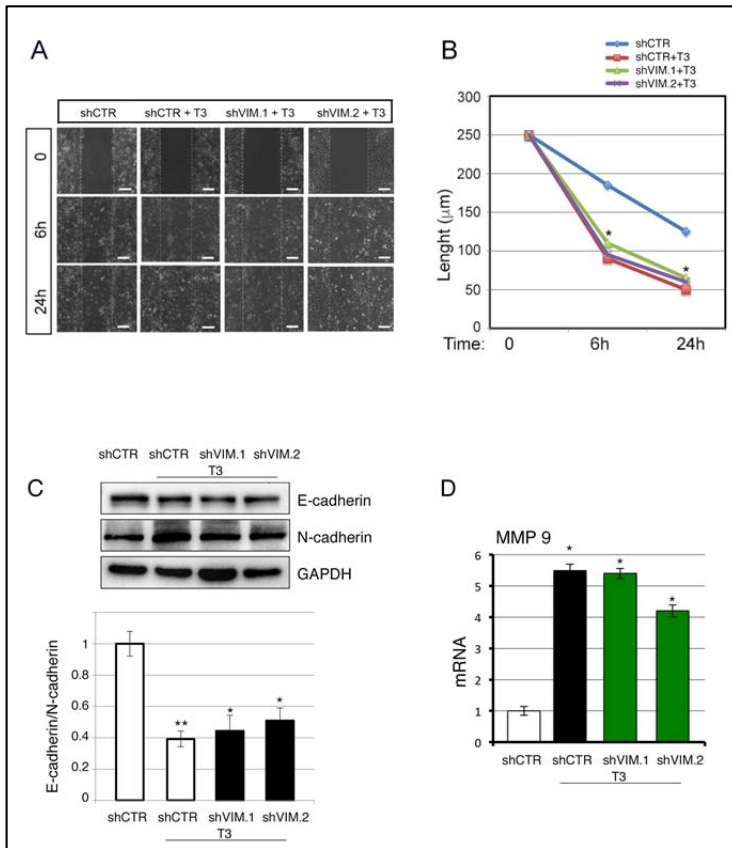 A
shCTR shCTR + T3 shVIM.1 + T3 shVIM.2 + T3
0
6h
24h
B
shCTR
shCTR+T3
shVIM.1+T3
shVIM.2+T3
300
250
200
150
100
50
0
Lenght (µm)
*
*
Time: 0 6h 24h
C
shCTR shCTR shVIM.1 shVIM.2
T3
E-cadherin
N-cadherin
GAPDH
E-cadherin/N-cadherin
1
0.8
0.6
0.4
0.2
0
** * *
shCTR shCTR shVIM.1 shVIM.2
T3
D
MMP 9
mRNA
6
5
4
3
2
1
0
* * *
shCTR shCTR shVIM.1 shVIM.2
T3